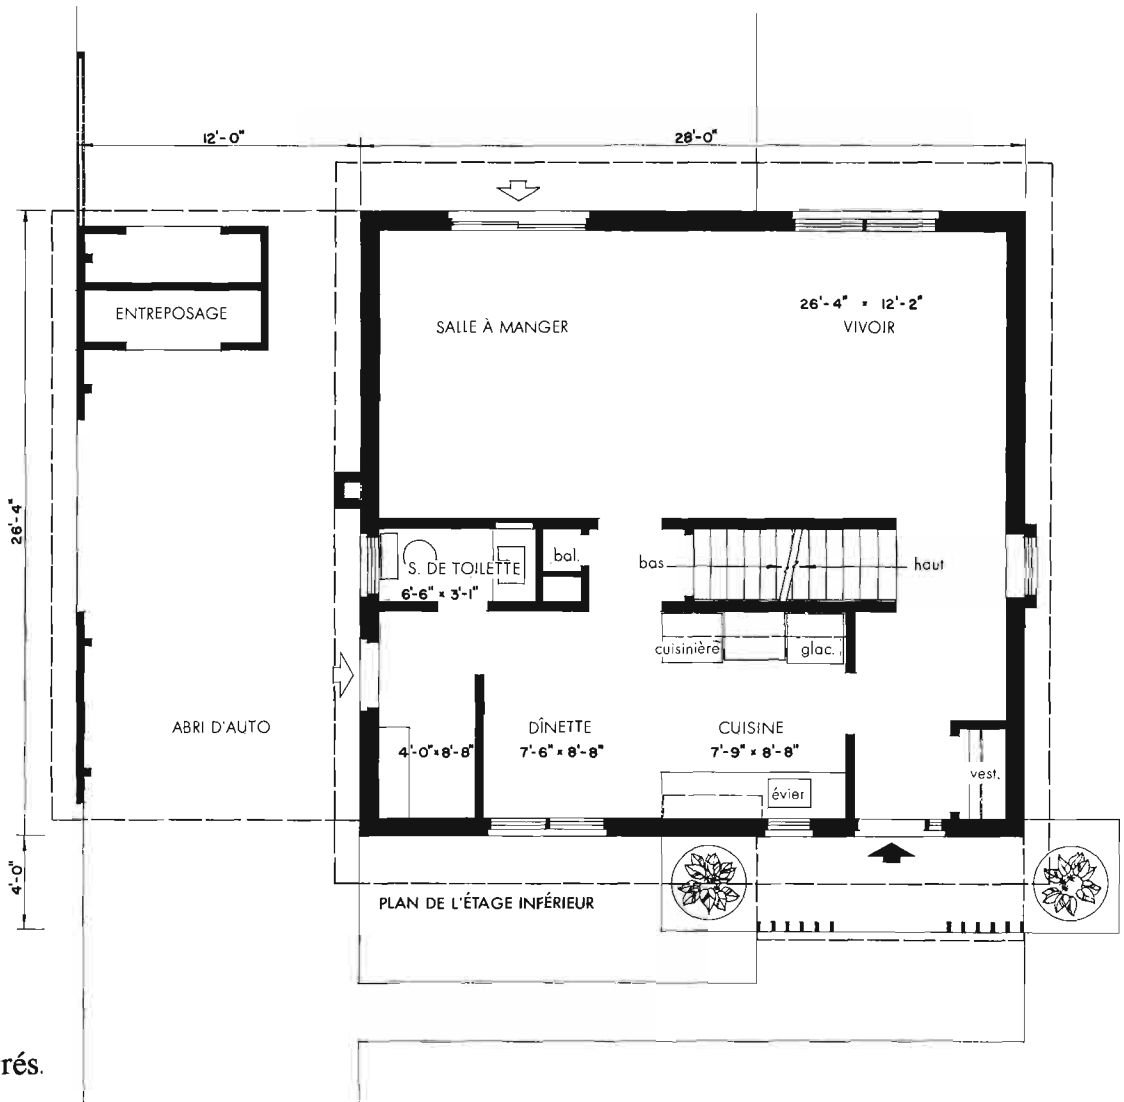 12'-0"
28'-0"
26'-4" × 12'-2"
ENTREPOSAGE
SALLE À MANGER
VIVOIR
26'-4"
bal.
bas
haut
S. DE TOILETTE
6'-6" × 3'-1"
cuisinière
glac.
ABRI D'AUTO
DÎNETTE
CUISINE
4'-0" × 8'-8"
7'-6" × 8'-8"
7'-9" × 8'-8"
vest.
évier
4'-0"
PLAN DE L'ÉTAGE INFÉRIEUR
rés.